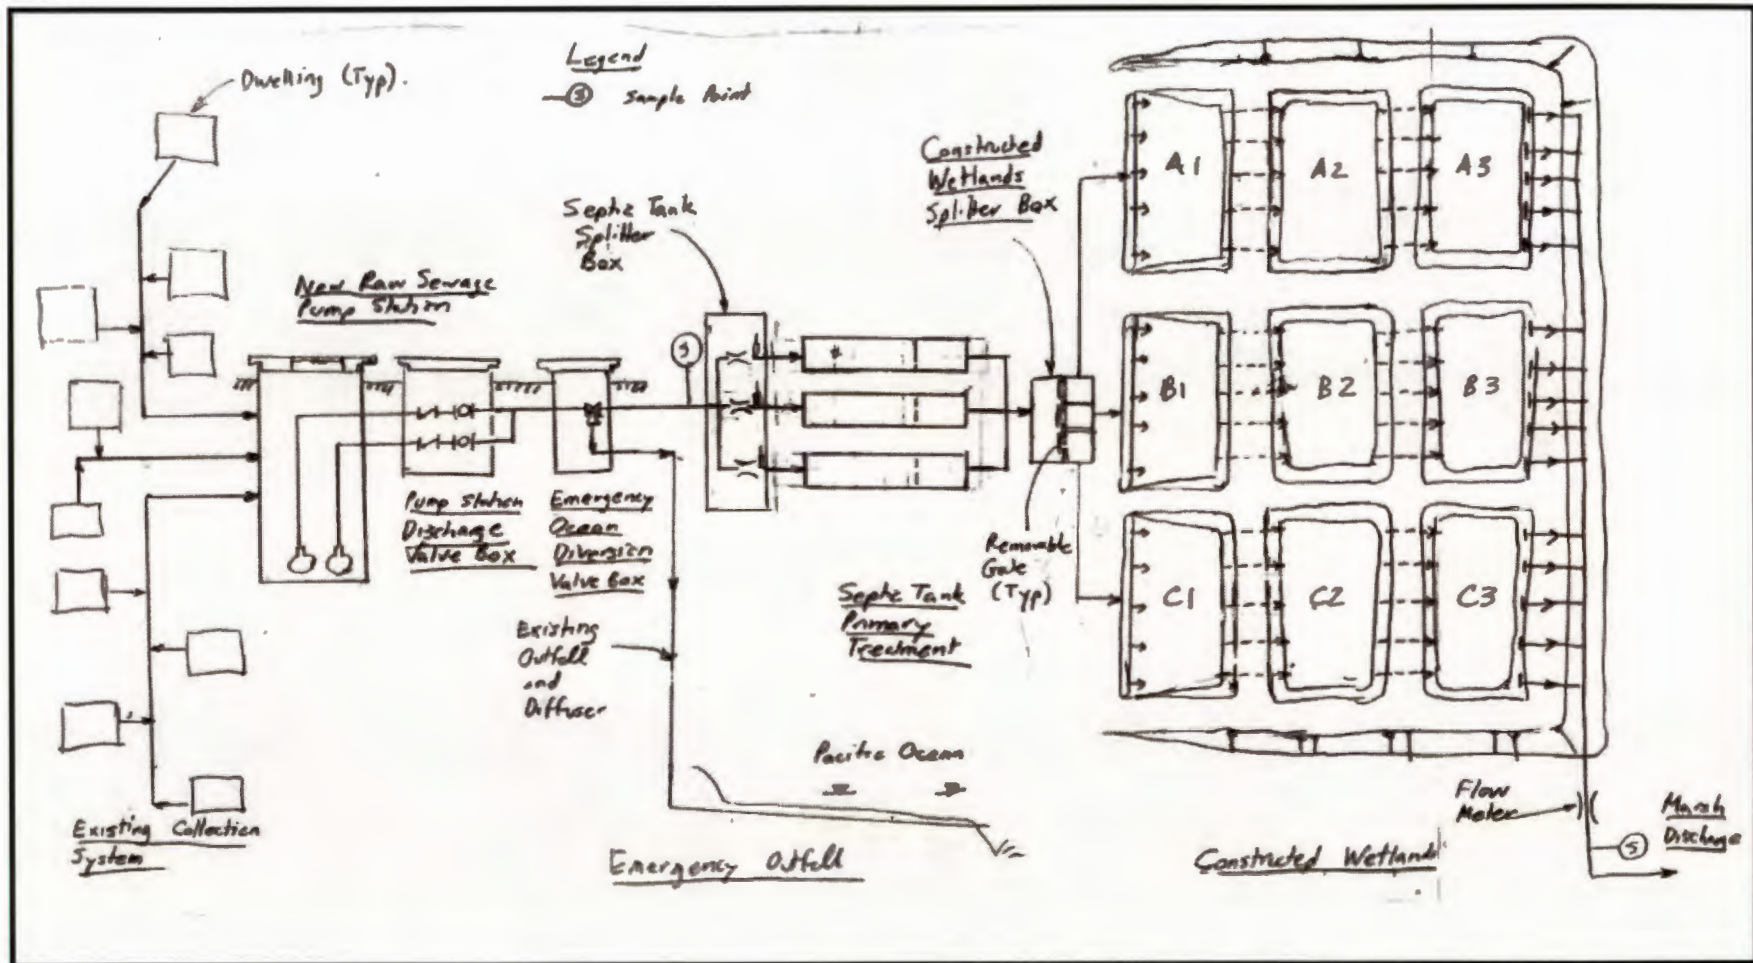 Dwelling (Typ).
Legend
(S) Sample Point
Septic Tank
Splitter
Box
Constructed
Wetlands
Splitter Box
New Raw Sewage
Pump Station
S
Pump Station
Discharge
Valve Box
Emergency
Ocean
Diversion
Valve Box
Existing
Outfall
and
Diffuser
Septic Tank
Primary
Treatment
Removable
Gate
(Typ)
A1
A2
A3
B1
B2
B3
C1
C2
C3
Pacific Ocean
Flow
Meter
Marsh
Discharge
S
Existing Collection
System
Emergency Outfall
Constructed Wetlands